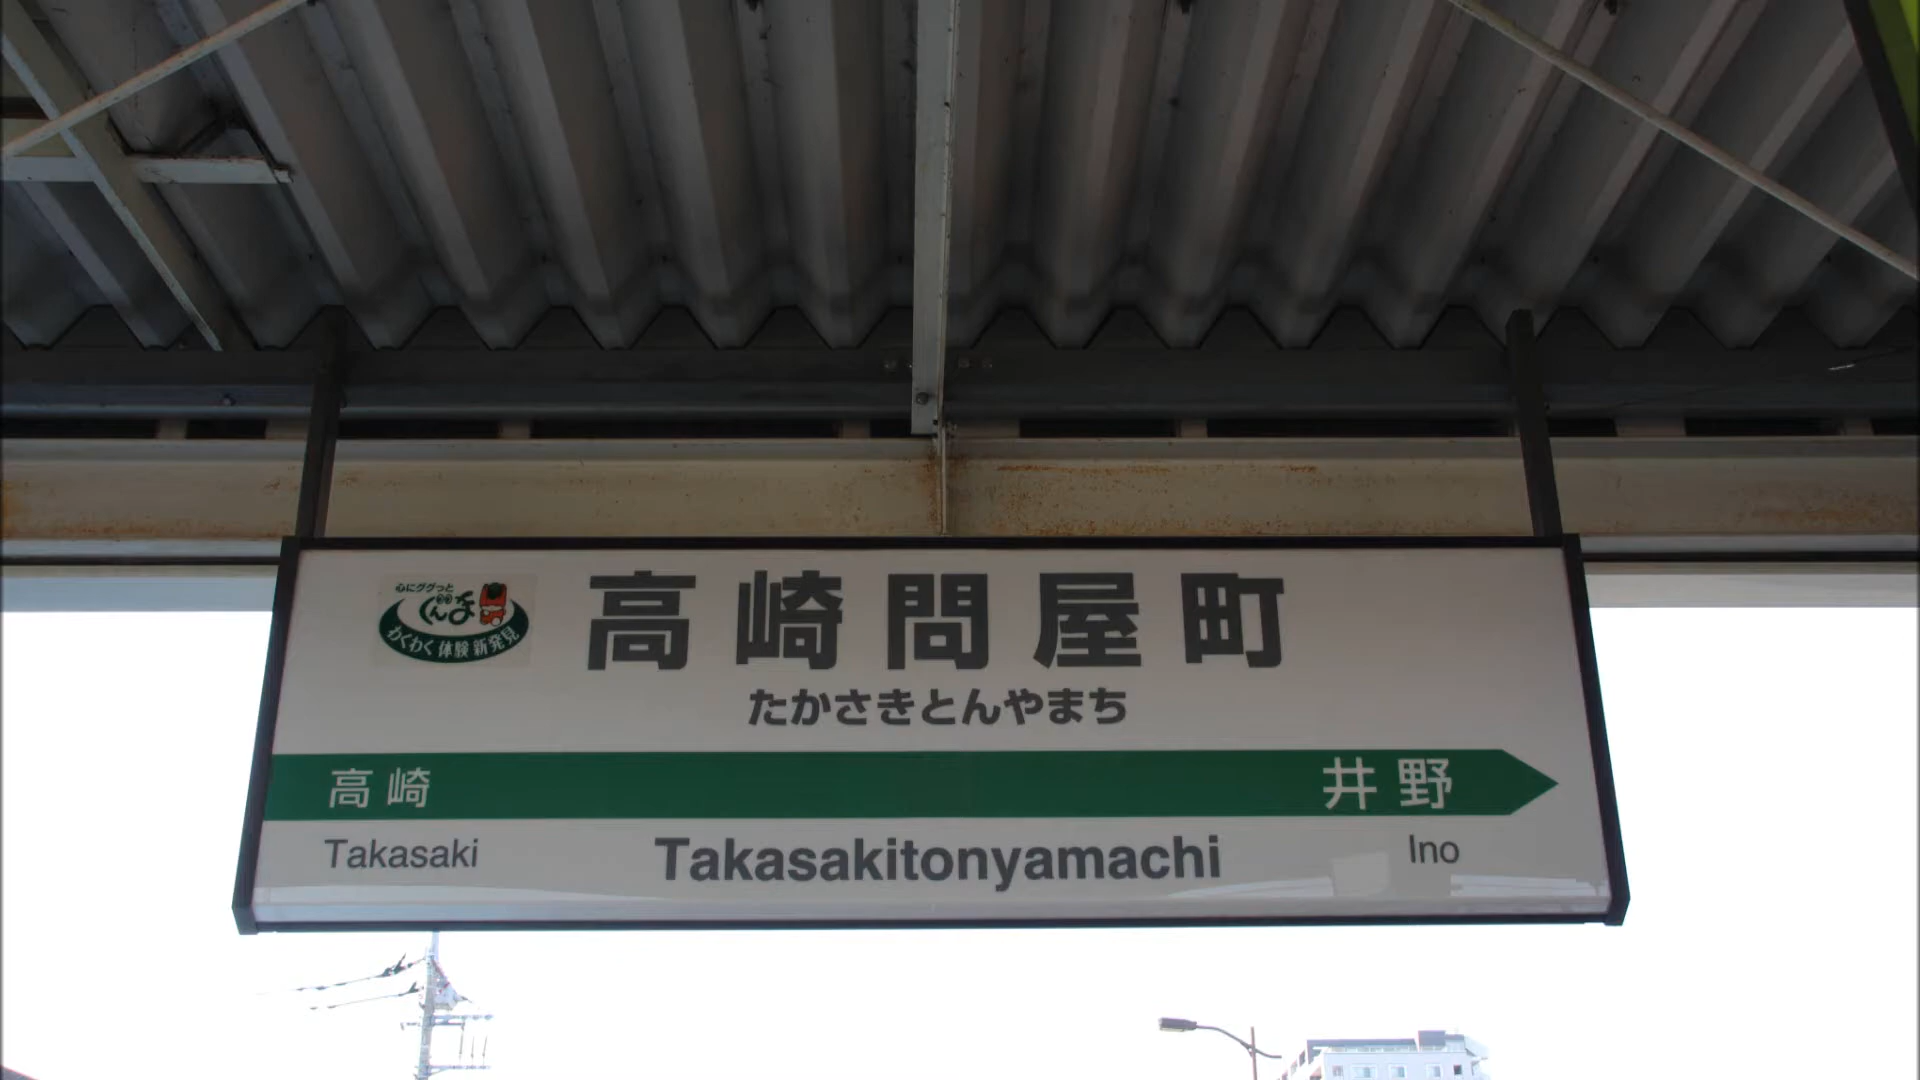 心にググっと
ぐんま
わくわく 体験 新発見
高崎問屋町
たかさきとんやまち
高崎
井野
Takasaki
Takasakitonyamachi
Ino